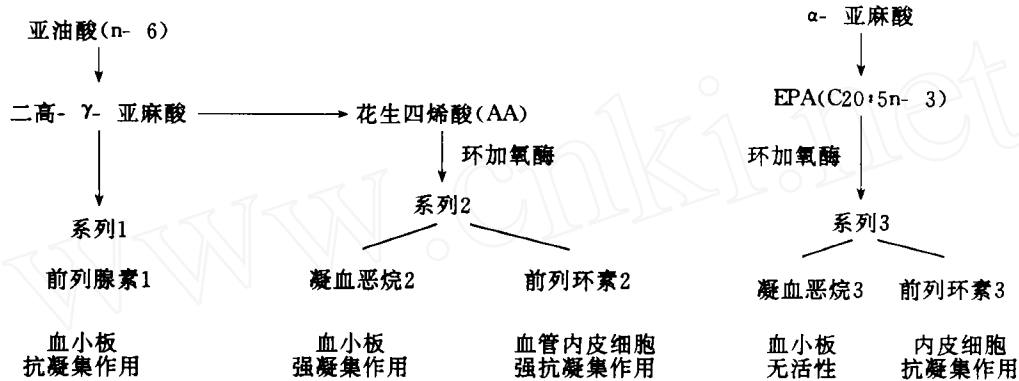 亚油酸(n- 6)
α- 亚麻酸
二高- γ- 亚麻酸
花生四烯酸(AA)
EPA(C20:5n- 3)
环加氧酶
环加氧酶
系列1
系列2
系列3
前列腺素1
凝血恶烷2
前列环素2
凝血恶烷3
前列环素3
血小板
抗凝集作用
血小板
强凝集作用
血管内皮细胞
强抗凝集作用
血小板
无活性
内皮细胞
抗凝集作用
www.cnki.net